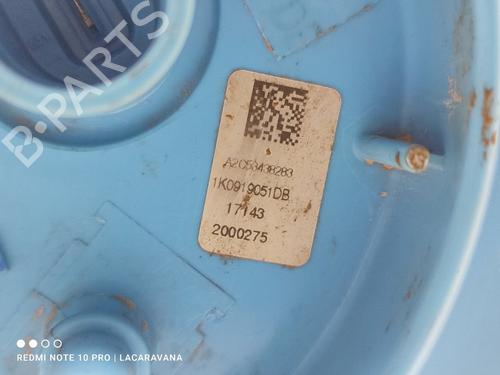 B-PARTS
A2C53436283
1K0919051DB
17143
2000275
REDMI NOTE 10 PRO | LACARAVANA